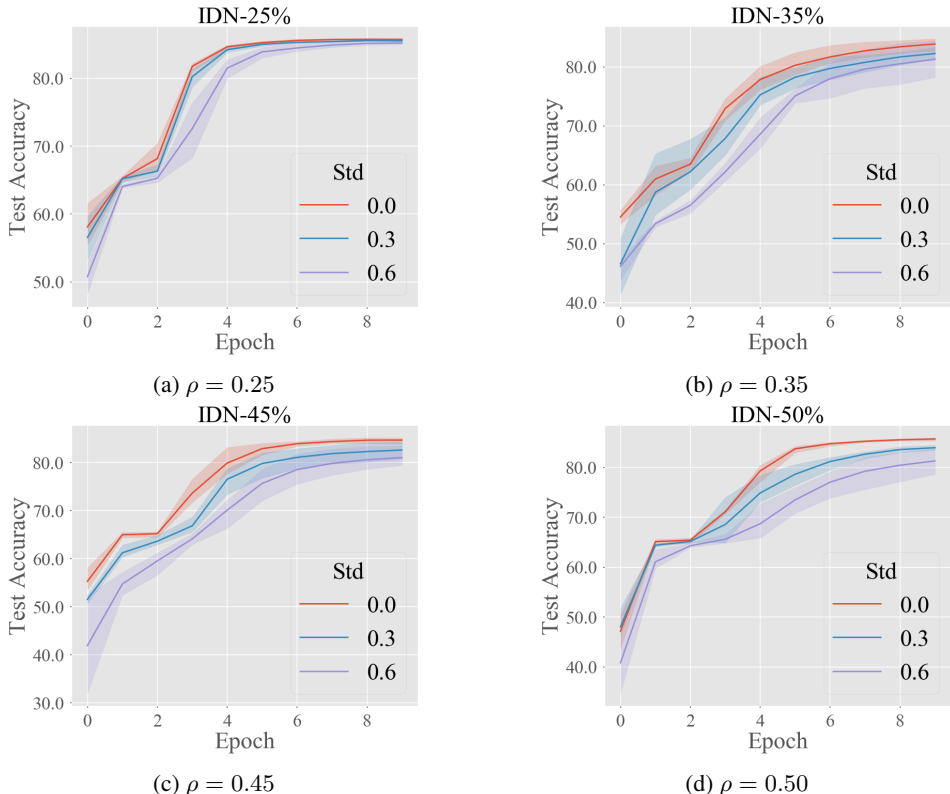 IDN-25%
80.0
70.0
60.0
50.0
Test Accuracy
Std
0.0
0.3
0.6
0 2 4 6 8
Epoch
(a) ρ = 0.25
IDN-35%
80.0
70.0
60.0
50.0
40.0
Test Accuracy
Std
0.0
0.3
0.6
0 2 4 6 8
Epoch
(b) ρ = 0.35
IDN-45%
80.0
70.0
60.0
50.0
40.0
30.0
Test Accuracy
Std
0.0
0.3
0.6
0 2 4 6 8
Epoch
(c) ρ = 0.45
IDN-50%
80.0
70.0
60.0
50.0
40.0
Test Accuracy
Std
0.0
0.3
0.6
0 2 4 6 8
Epoch
(d) ρ = 0.50